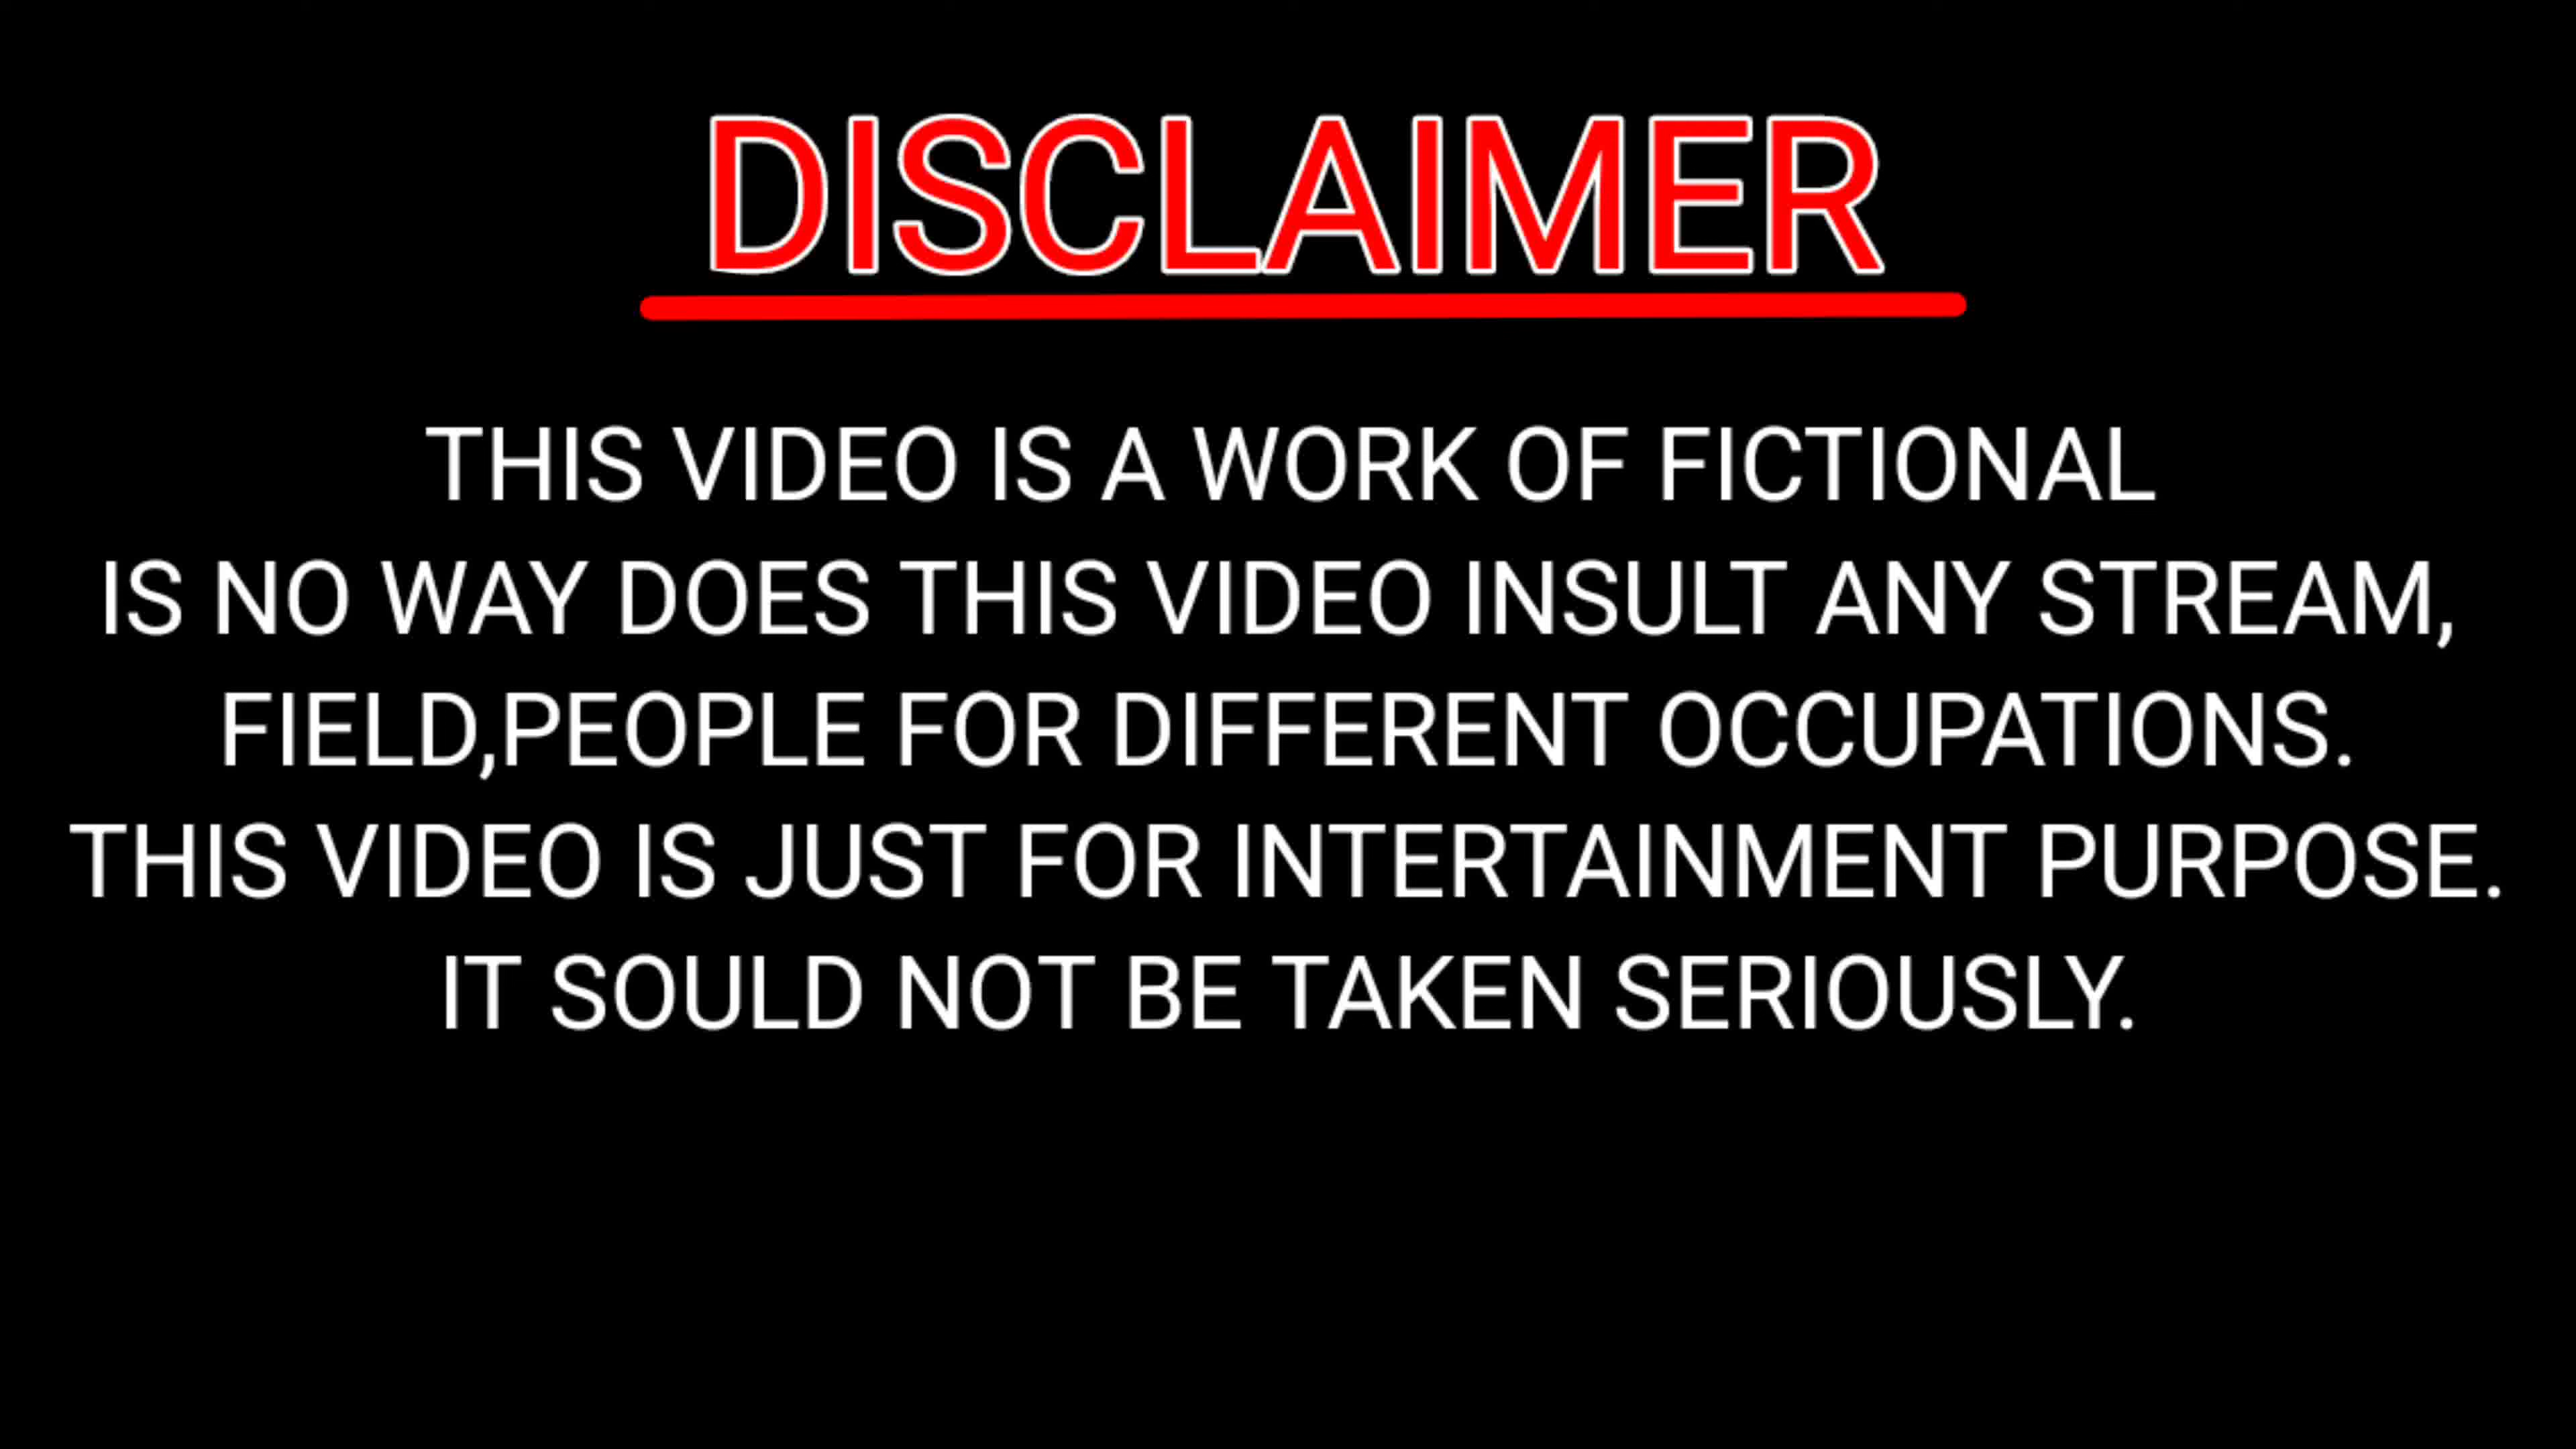 DISCLAIMER
THIS VIDEO IS A WORK OF FICTIONAL
IS NO WAY DOES THIS VIDEO INSULT ANY STREAM,
FIELD,PEOPLE FOR DIFFERENT OCCUPATIONS.
THIS VIDEO IS JUST FOR INTERTAINMENT PURPOSE.
IT SOULD NOT BE TAKEN SERIOUSLY.